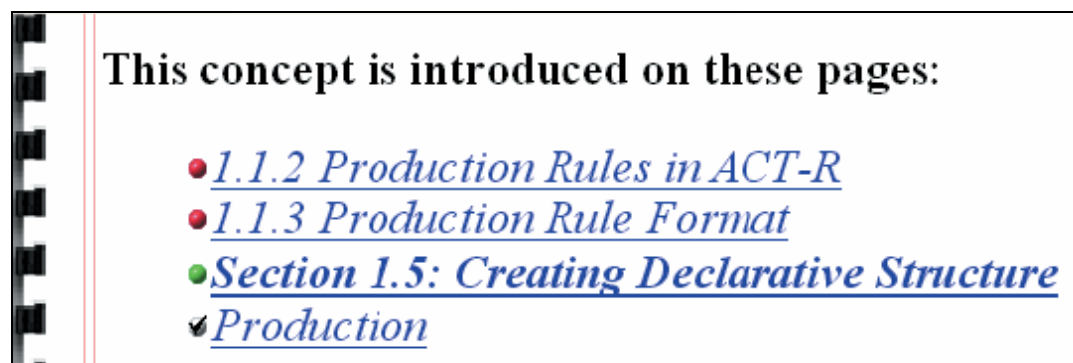 This concept is introduced on these pages:
1.1.2 Production Rules in ACT-R
1.1.3 Production Rule Format
Section 1.5: Creating Declarative Structure
Production